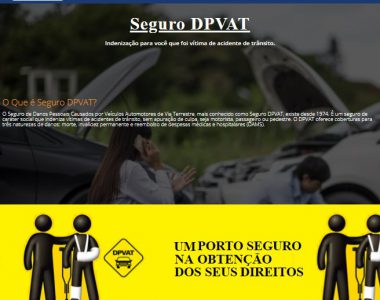 Seguro DPVAT
Indenização para você que foi vítima de acidente de trânsito.
O Que é Seguro DPVAT?
O Seguro de Danos Pessoais Causados por Veículos Automotores de Via Terrestre, mais conhecido como Seguro DPVAT, existe desde 1974. É um seguro de
caráter social que indeniza vítimas de acidentes de trânsito, sem apuração de culpa, seja motorista, passageiro ou pedestre. O DPVAT oferece coberturas para
três naturezas de danos: morte, invalidez permanente e reembolso de despesas médicas e hospitalares (DAMS).
DPVAT
UM PORTO SEGURO
NA OBTENÇÃO
DOS SEUS DIREITOS